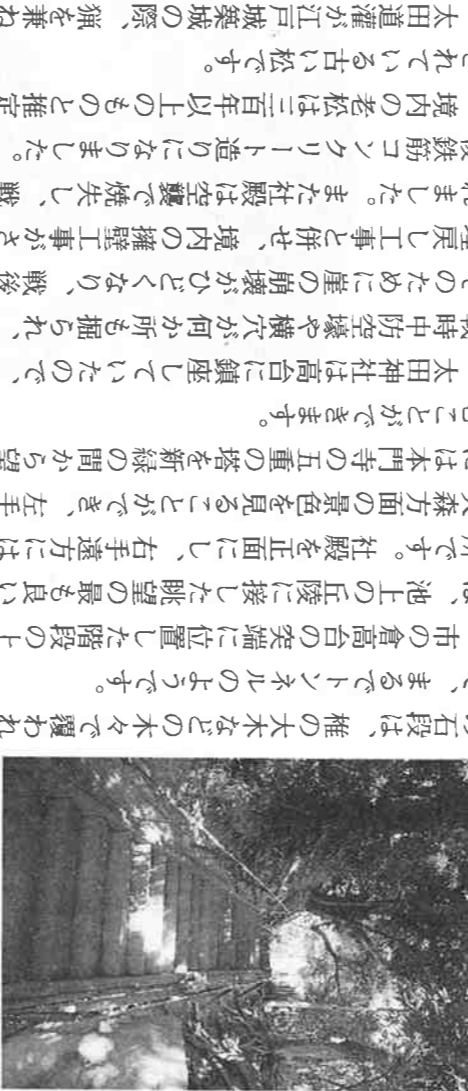 の石段は、椎の大木などの木々で覆われ
、まるでトンネルのようです。
市の倉高台の突端に位置した階段の上
は、池上の丘陵に接した眺望の最も良い
所です。社殿を正面にし、右手遠方には
大森方面の景色を見ることができ、左手
には本門寺の五重の塔を新緑の間から望
むことができます。
太田神社は高台に鎮座していたので、
戦時中防空壕や横穴が何か所も掘られ、
そのために崖の崩壊がひどくなり、戦後
埋戻し工事と併せ、境内の擁壁工事がさ
れました。また社殿は空襲で焼失し、戦
後鉄筋コンクリート造りになりました。
境内の老松は三百年以上のものと推定
されている古い松です。
太田道灌が江戸城築城の際、猟を兼ね